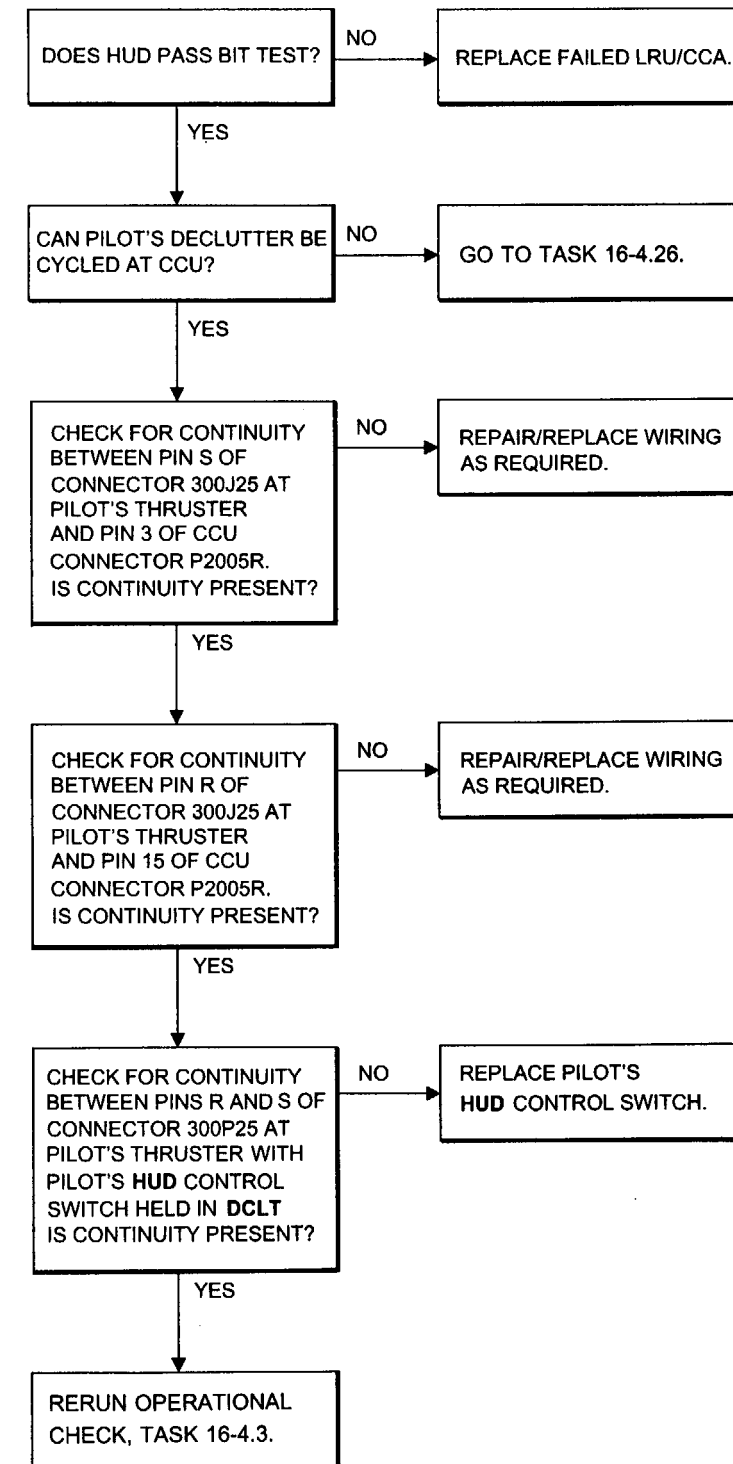 DOES HUD PASS BIT TEST?
NO
REPLACE FAILED LRU/CCA.
YES
CAN PILOT'S DECLUTTER BE
CYCLED AT CCU?
NO
GO TO TASK 16-4.26.
YES
CHECK FOR CONTINUITY
BETWEEN PIN S OF
CONNECTOR 300J25 AT
PILOT'S THRUSTER
AND PIN 3 OF CCU
CONNECTOR P2005R.
IS CONTINUITY PRESENT?
NO
REPAIR/REPLACE WIRING
AS REQUIRED.
YES
CHECK FOR CONTINUITY
BETWEEN PIN R OF
CONNECTOR 300J25 AT
PILOT'S THRUSTER
AND PIN 15 OF CCU
CONNECTOR P2005R.
IS CONTINUITY PRESENT?
NO
REPAIR/REPLACE WIRING
AS REQUIRED.
YES
CHECK FOR CONTINUITY
BETWEEN PINS R AND S OF
CONNECTOR 300P25 AT
PILOT'S THRUSTER WITH
PILOT'S HUD CONTROL
SWITCH HELD IN DCLT
IS CONTINUITY PRESENT?
NO
REPLACE PILOT'S
HUD CONTROL SWITCH.
YES
RERUN OPERATIONAL
CHECK, TASK 16-4.3.